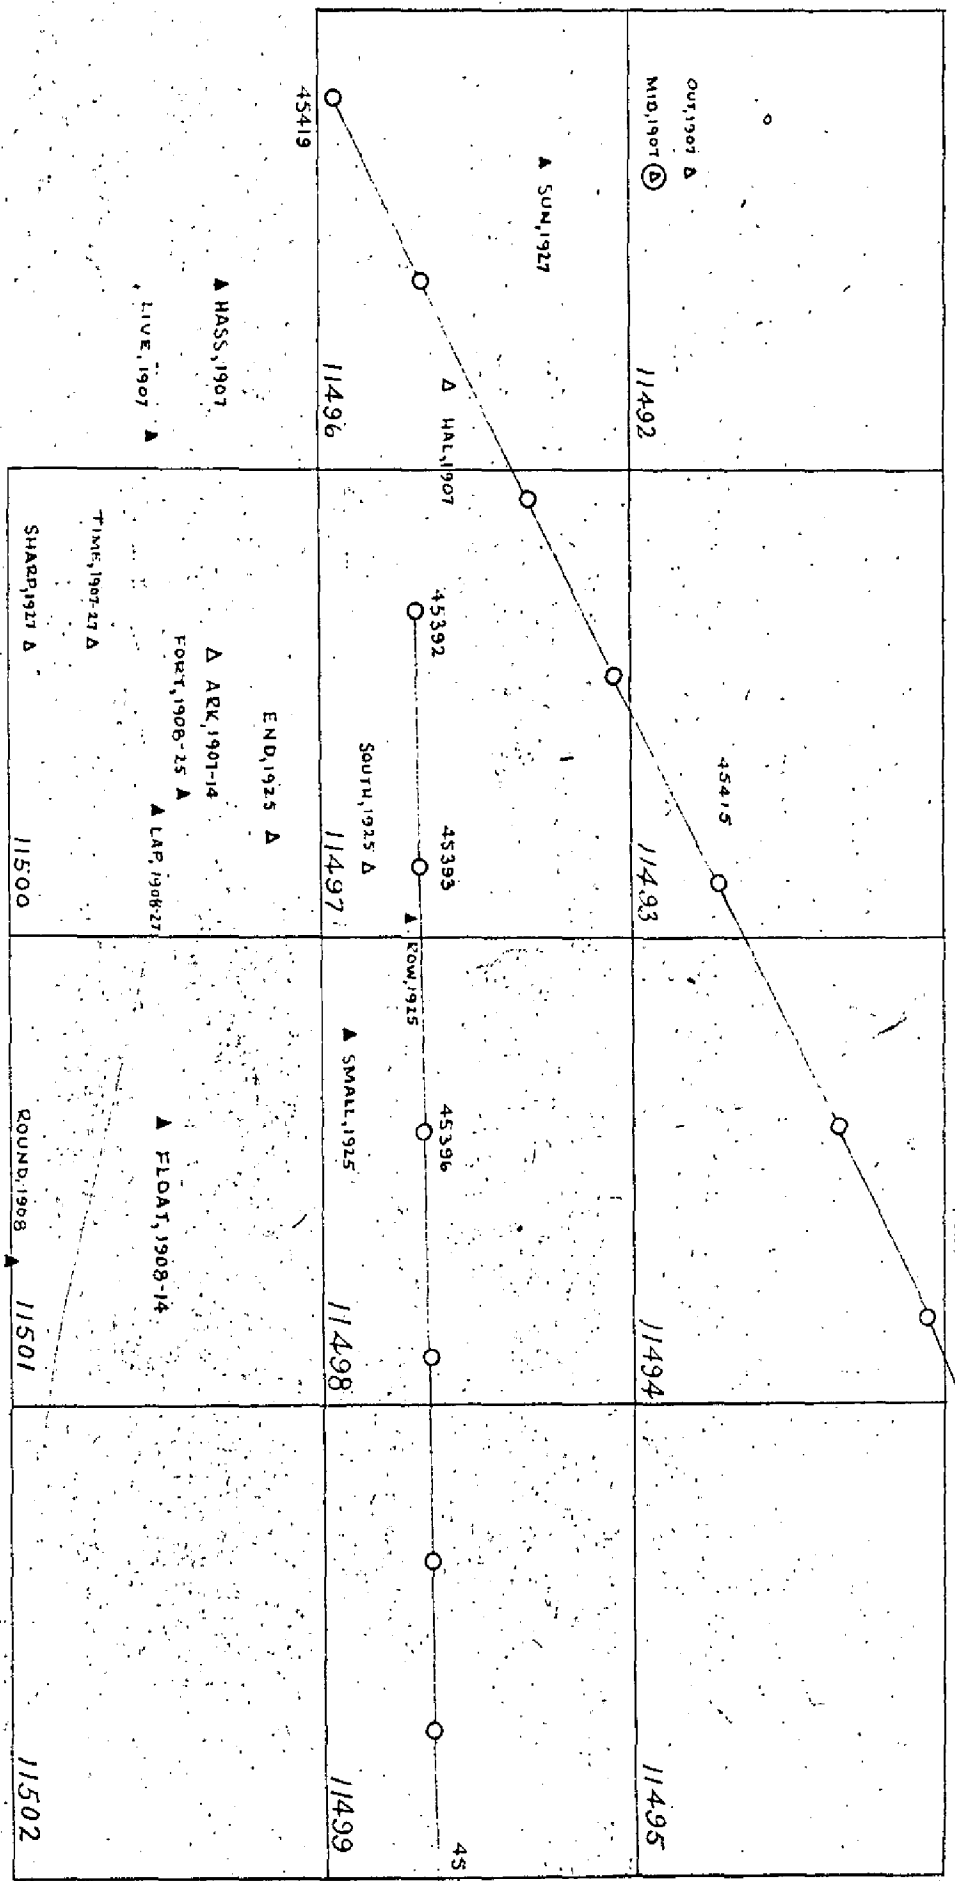 OUT,1907
MID,1907
SUN,1927
45419
11492
HASS,1907
LIVE,1907
11496
HAL,1907
45392
45415
11493
45393
SOUTH,1925
11497
ROW,1925
END,1925
ARK,1907-14
FORT,1908-25
LAP,1908-27
TIME,1907-27
SHARP,1927
11500
SMALL,1925
45396
11494
11498
FLOAT,1908-14
ROUND,1908
11501
11495
45
11499
11502